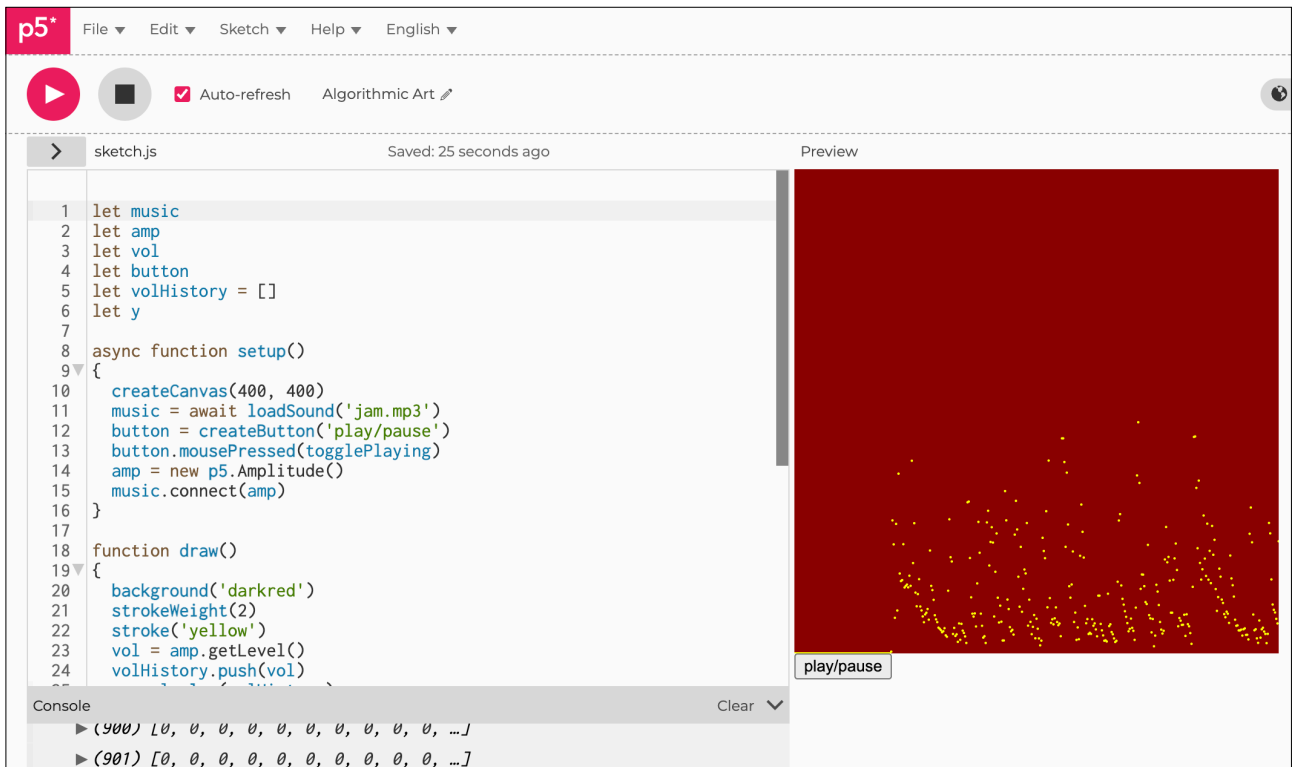 p5* File Edit Sketch Help English
Auto-refresh Algorithmic Art
sketch.js Saved: 25 seconds ago Preview
1 let music
2 let amp
3 let vol
4 let button
5 let volHistory = []
6 let y
7
8 async function setup()
9 {
10 createCanvas(400, 400)
11 music = await loadSound('jam.mp3')
12 button = createButton('play/pause')
13 button.mousePressed(togglePlaying)
14 amp = new p5.Amplitude()
15 music.connect(amp)
16 }
17
18 function draw()
19 {
20 background('darkred')
21 strokeWeight(2)
22 stroke('yellow')
23 vol = amp.getLevel()
24 volHistory.push(vol)
play/pause
Console Clear
(900) [0, 0, 0, 0, 0, 0, 0, 0, 0, 0, …]
(901) [0, 0, 0, 0, 0, 0, 0, 0, 0, 0, …]